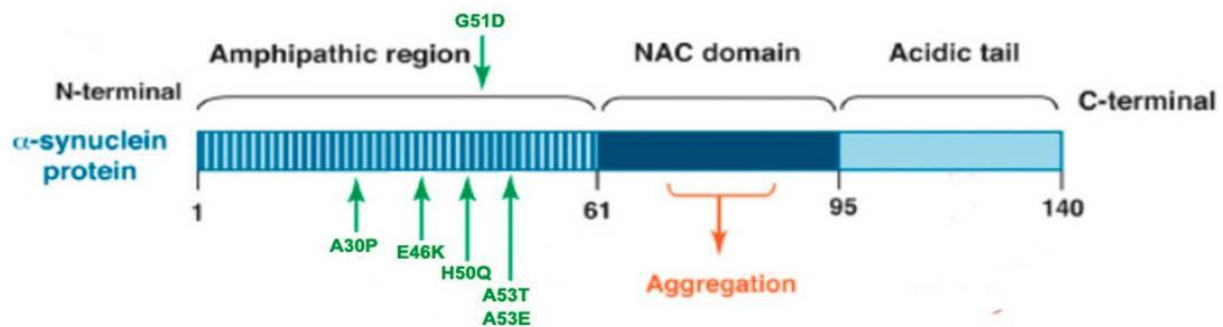 G51D
Amphipathic region
NAC domain
Acidic tail
N-terminal
C-terminal
α-synuclein
protein
1
61
95
140
A30P
E46K
H50Q
A53T
A53E
Aggregation